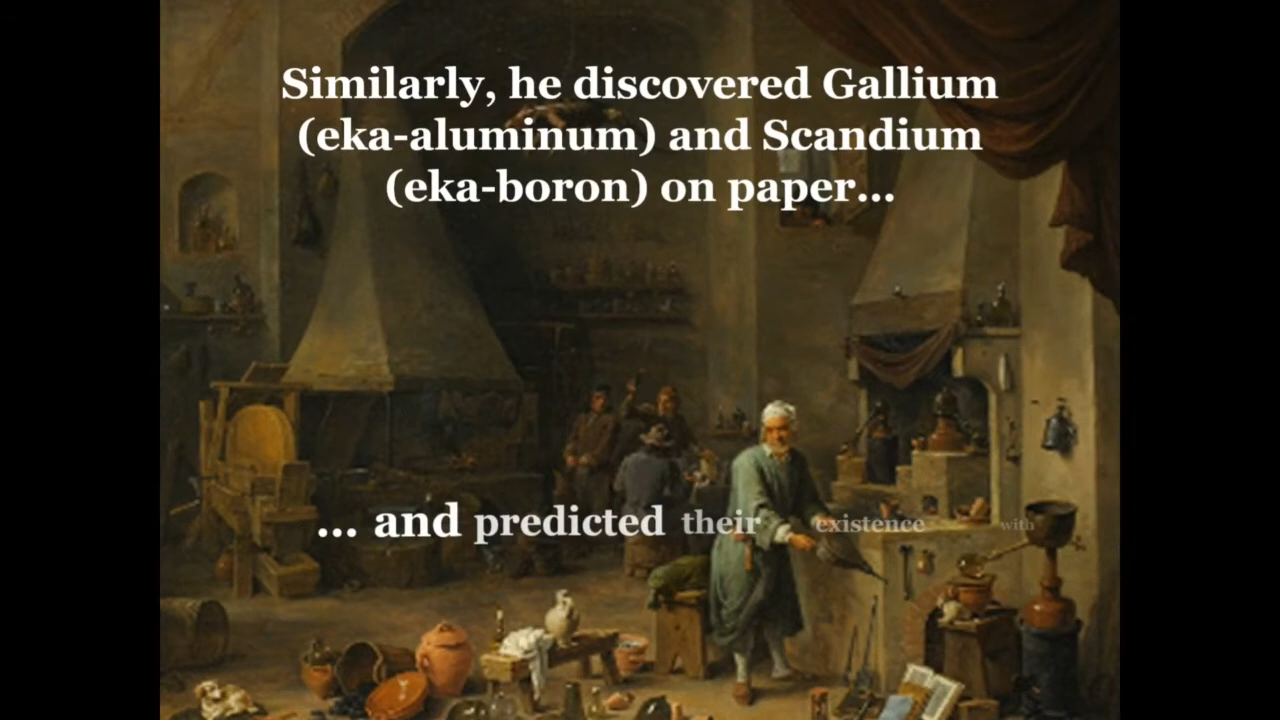 Similarly, he discovered Gallium
(eka-aluminum) and Scandium
(eka-boron) on paper...
... and predicted their existence with